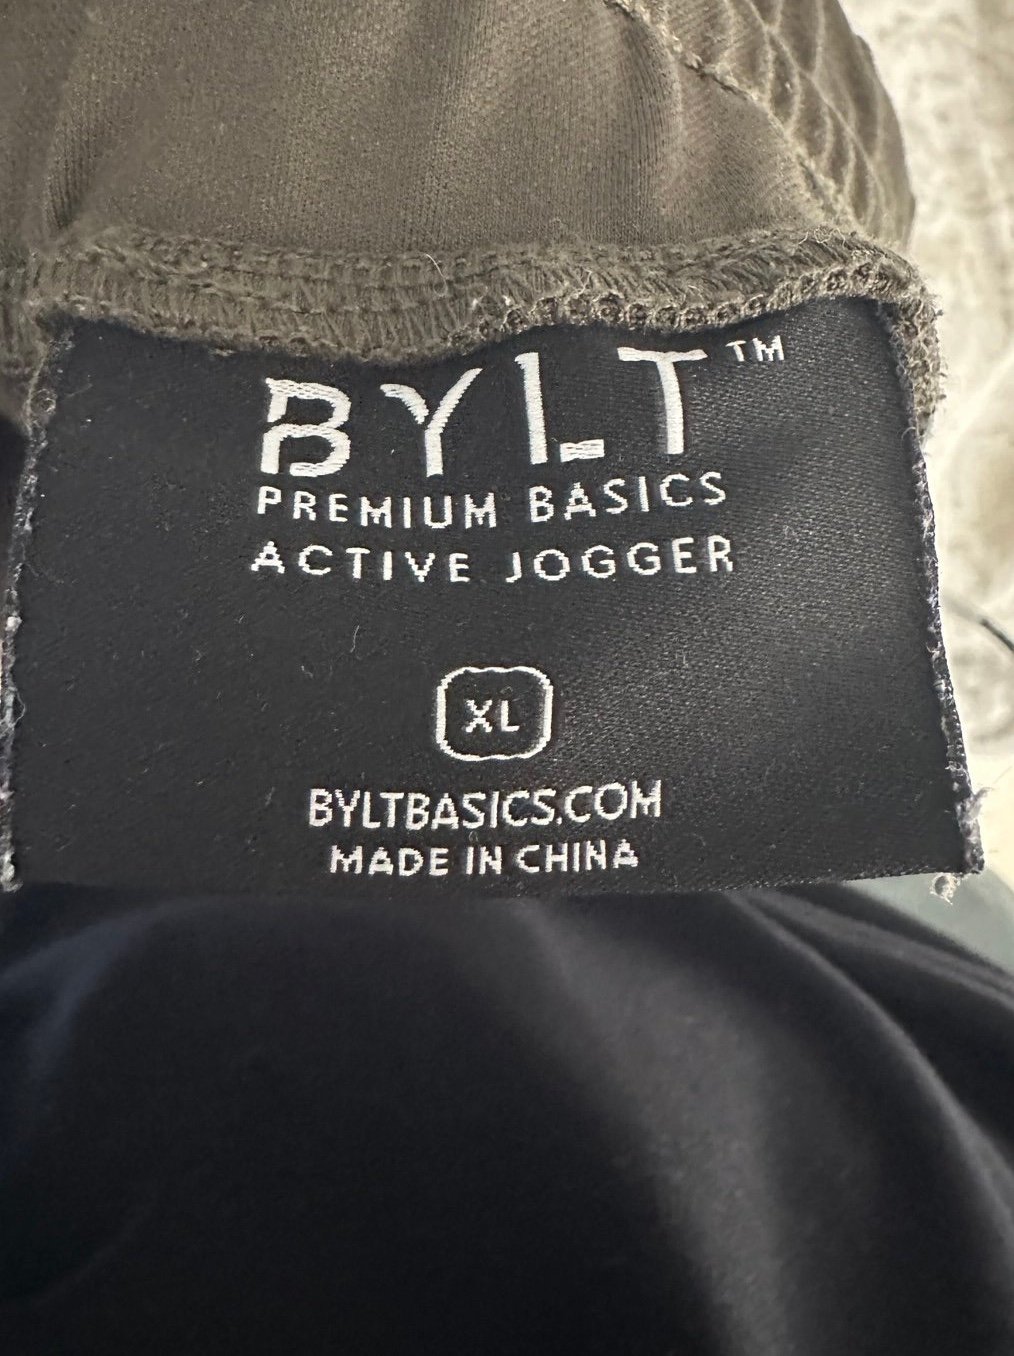 BYLT™
PREMIUM BASICS
ACTIVE JOGGER
XL
BYLTBASICS.COM
MADE IN CHINA